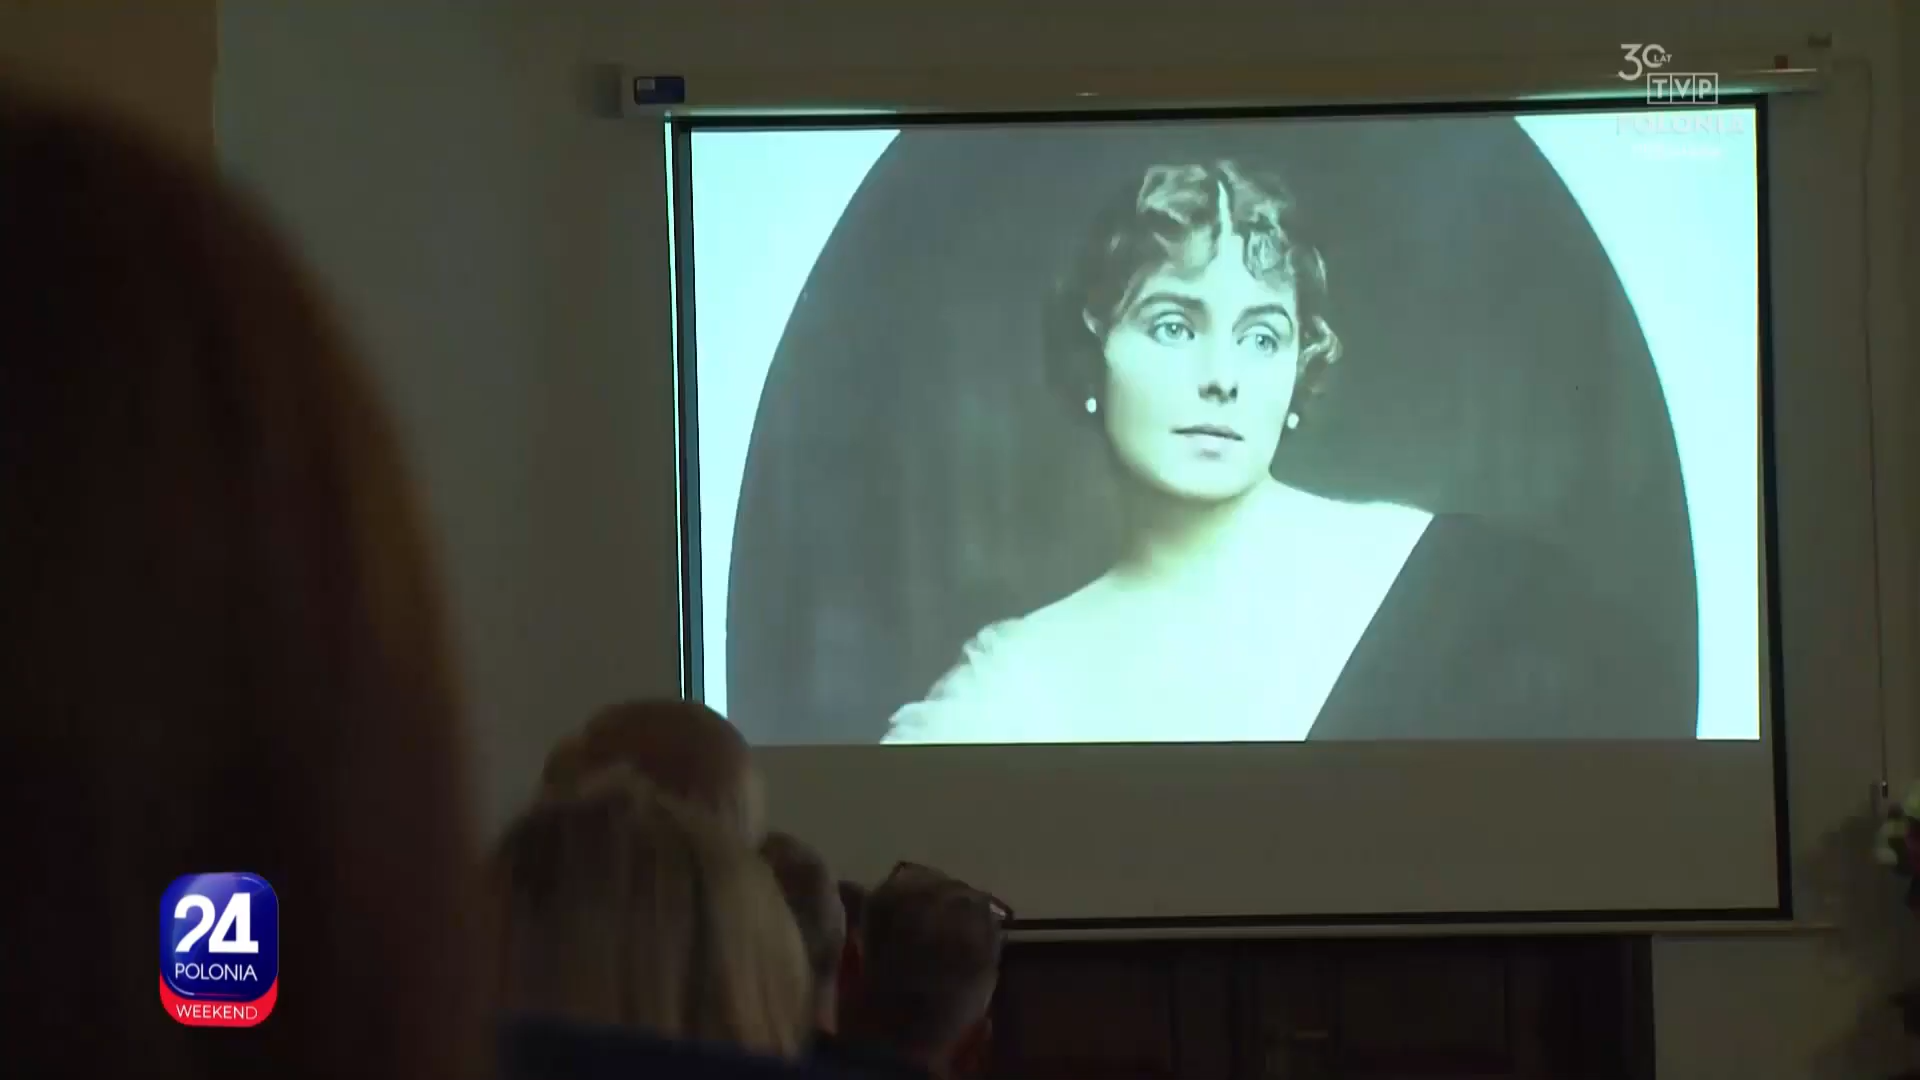 30 LAT
TVP
POLONIA
24
POLONIA
WEEKEND